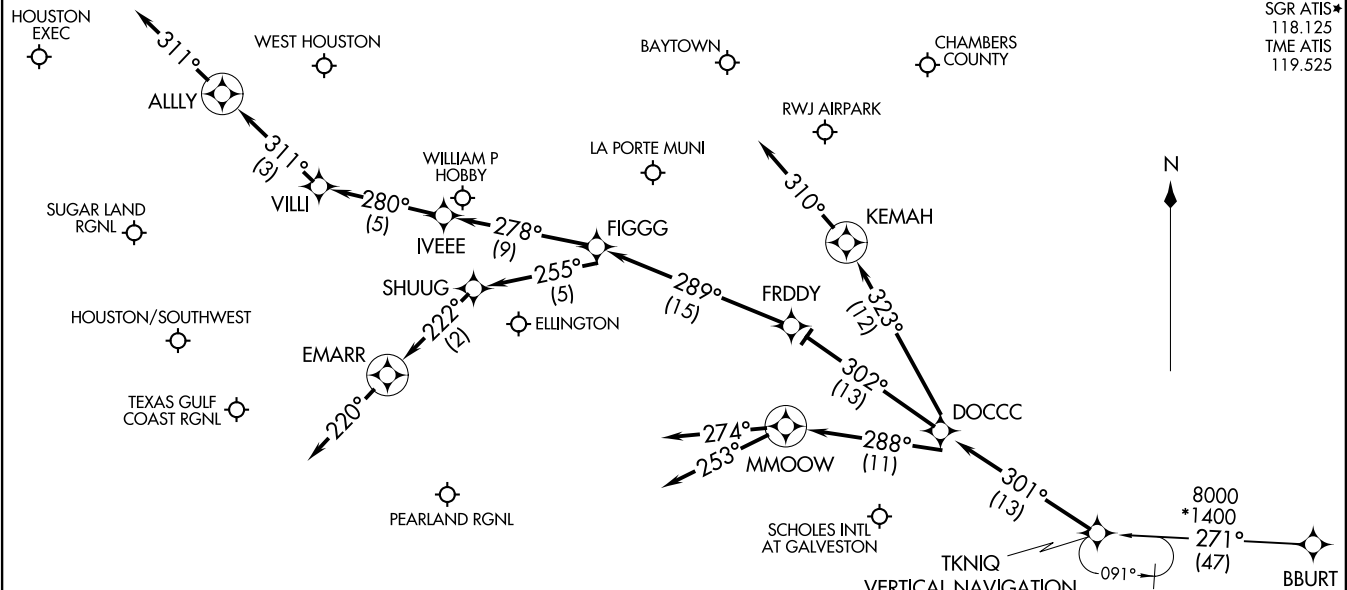 HOUSTON
EXEC
311°
WEST HOUSTON
BAYTOWN
CHAMBERS
COUNTY
SGR ATIS★
118.125
TME ATIS
119.525
ALLLY
RWJ AIRPARK
311°
(3)
WILLIAM P
HOBBY
LA PORTE MUNI
N
310°
VILLI
280°
(5)
SUGAR LAND
RGNL
IVEEE
278°
(9)
FIGGG
KEMAH
SHUUG
255°
(5)
289°
(15)
FRDDY
323°
(12)
HOUSTON/SOUTHWEST
222°
(2)
ELLINGTON
EMARR
302°
(13)
TEXAS GULF
COAST RGNL
220°
DOCCC
274°
253°
MMOOW
288°
(11)
301°
(13)
PEARLAND RGNL
SCHOLES INTL
AT GALVESTON
8000
*1400
271°
(47)
TKNIQ
VERTICAL NAVIGATION
091°
BBURT